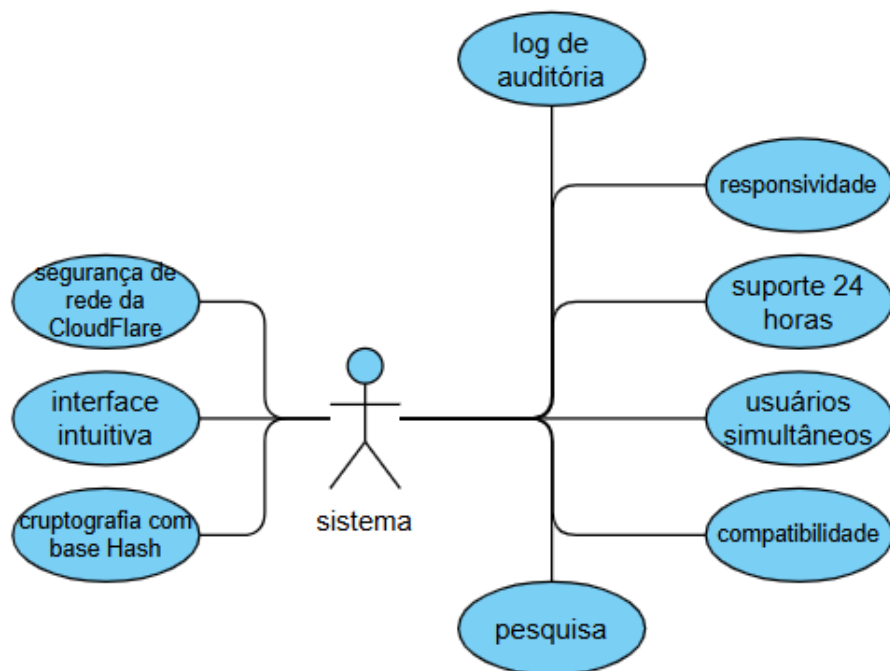 log de
auditória
responsividade
segurança de
rede da
CloudFlare
suporte 24
horas
interface
intuitiva
usuários
simultâneos
cruptografia com
base Hash
sistema
compatibilidade
pesquisa